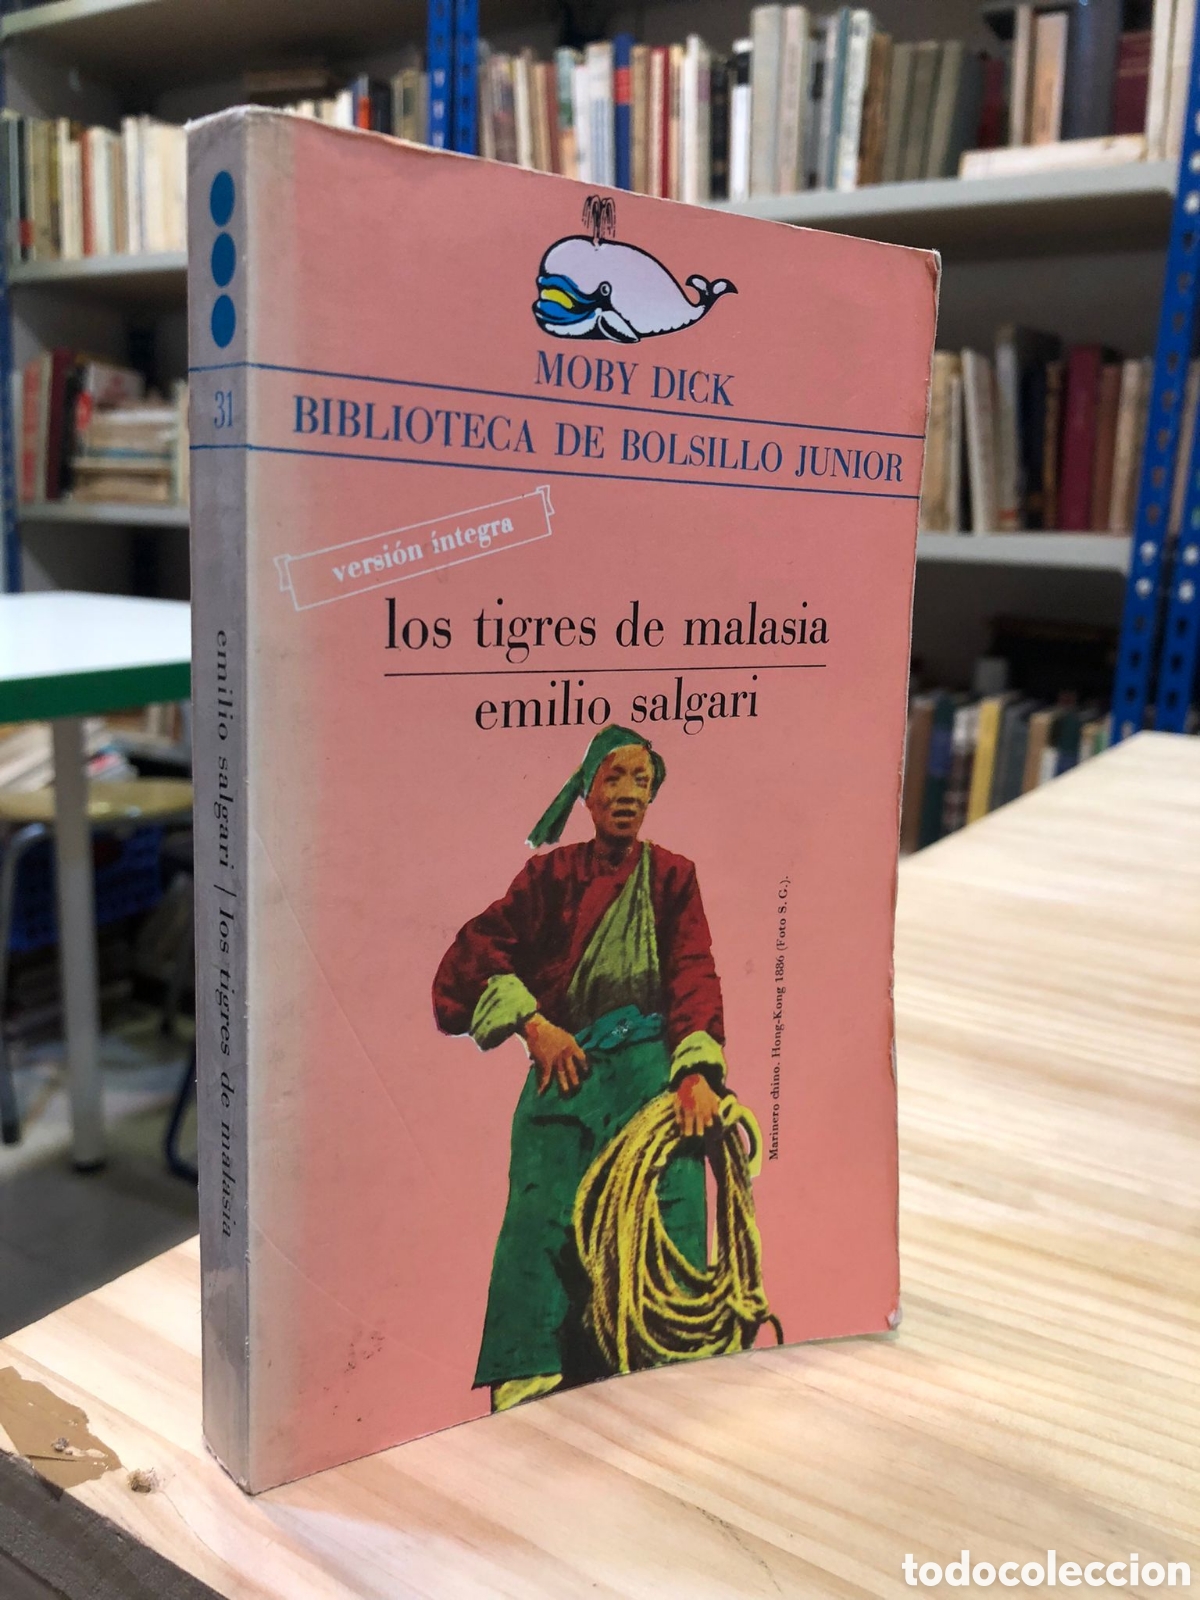 31
emilio salgari | los tigres de malasia
MOBY DICK
BIBLIOTECA DE BOLSILLO JUNIOR
versión íntegra
los tigres de malasia
emilio salgari
Marinero chino. Hong-Kong 1886 (Foto S. G.).
todocoleccion